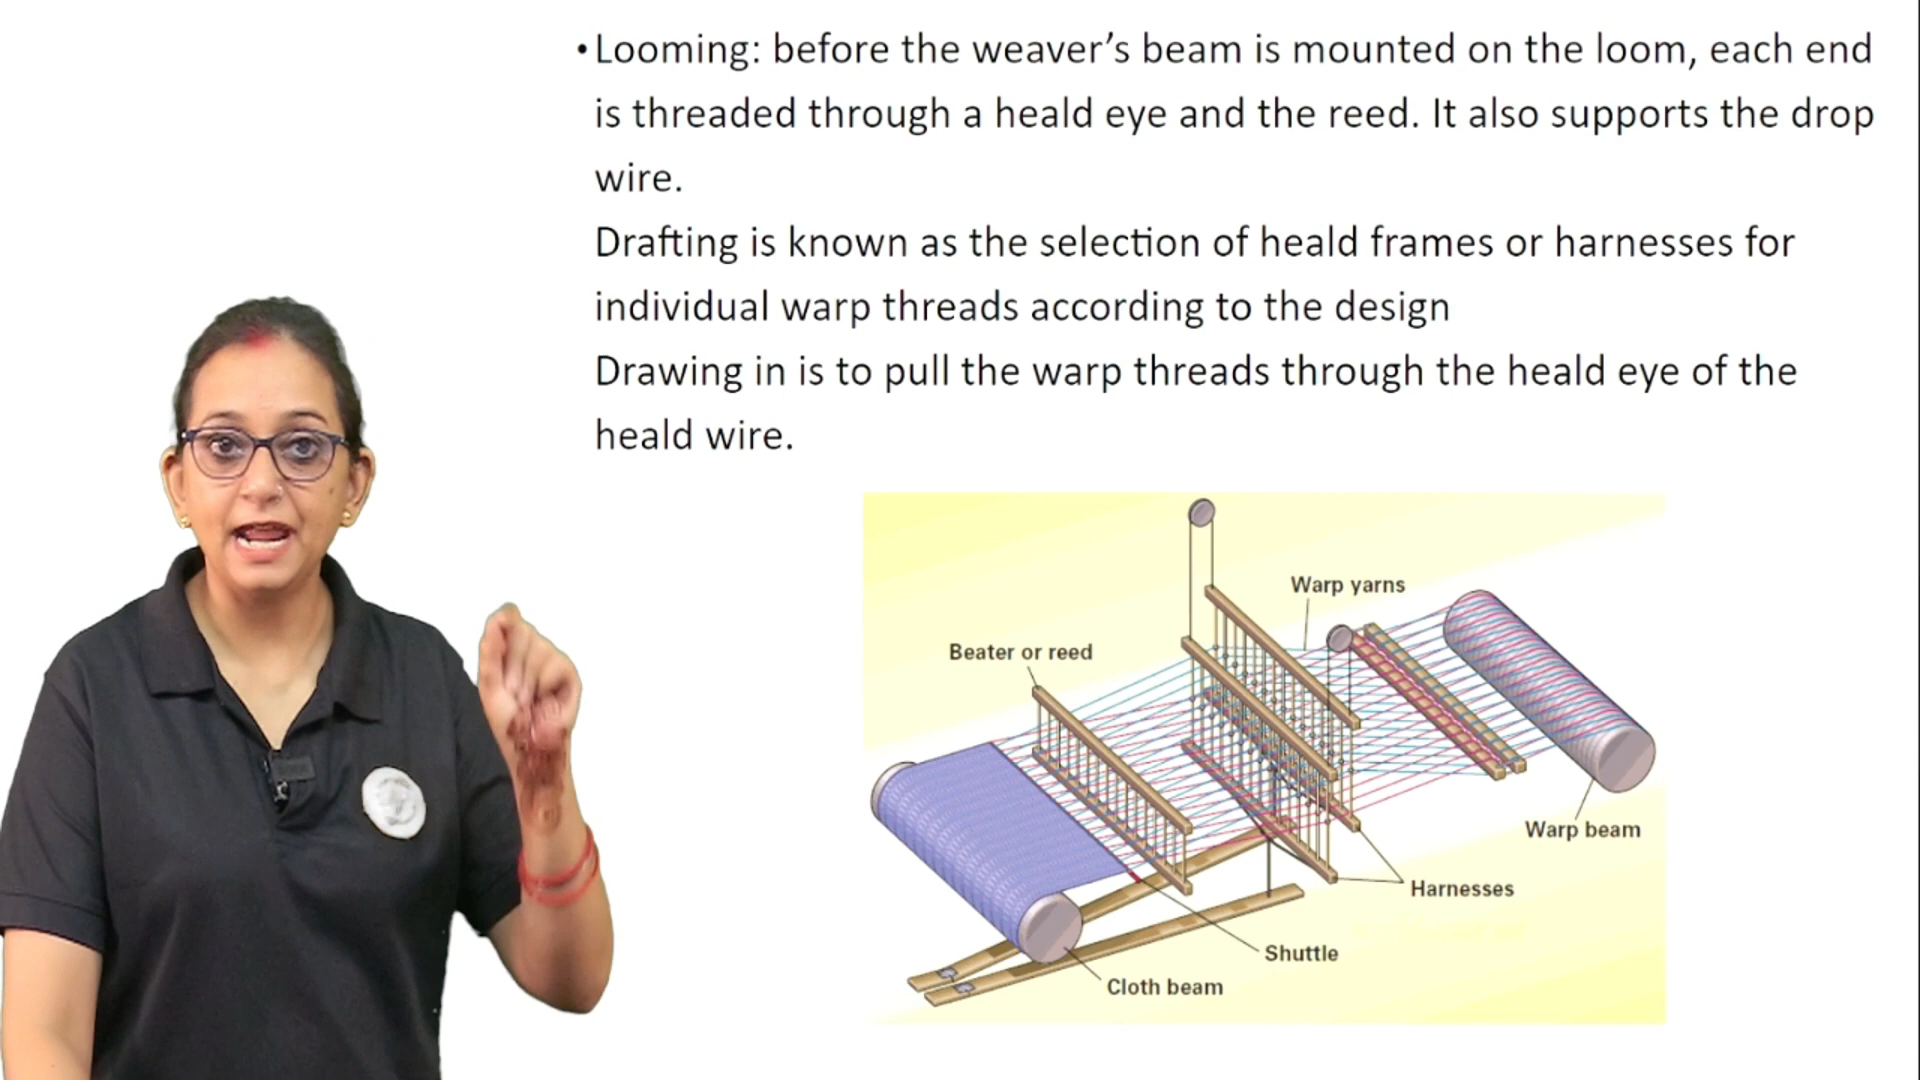 • Looming: before the weaver’s beam is mounted on the loom, each end
is threaded through a heald eye and the reed. It also supports the drop
wire.
Drafting is known as the selection of heald frames or harnesses for
individual warp threads according to the design
Drawing in is to pull the warp threads through the heald eye of the
heald wire.
Warp yarns
Beater or reed
Warp beam
Harnesses
Shuttle
Cloth beam